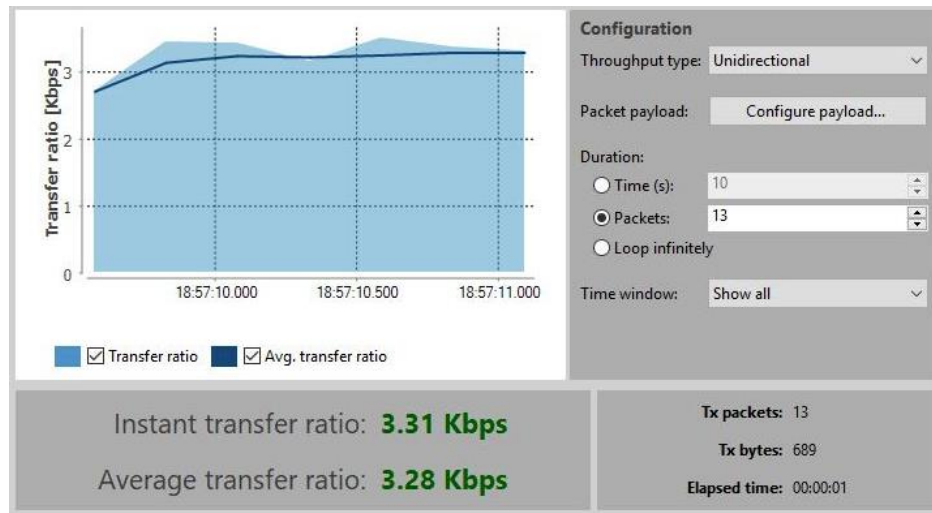 Transfer ratio [Kbps]
3
2
1
0
18:57:10.000 18:57:10.500 18:57:11.000
Transfer ratio Avg. transfer ratio
Configuration
Throughput type: Unidirectional
Packet payload: Configure payload...
Duration:
Time (s): 10
Packets: 13
Loop infinitely
Time window: Show all
Instant transfer ratio: 3.31 Kbps
Average transfer ratio: 3.28 Kbps
Tx packets: 13
Tx bytes: 689
Elapsed time: 00:00:01